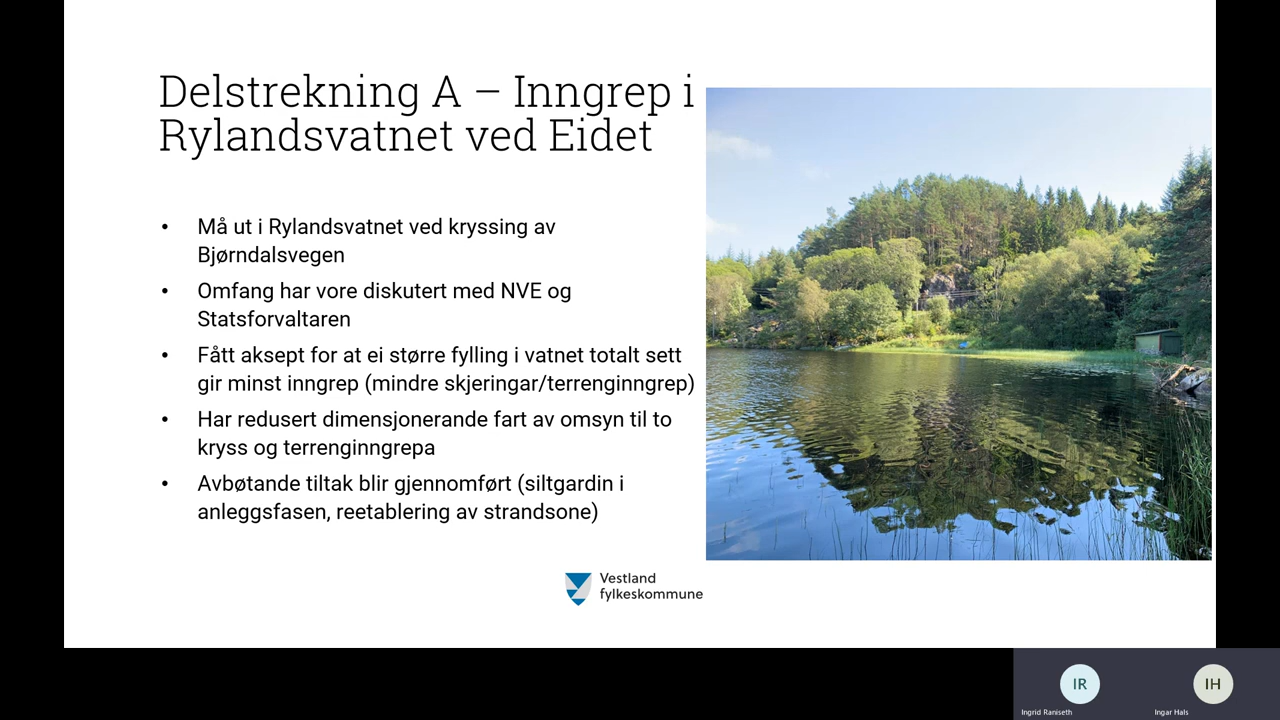 Delstrekning A – Inngrep i
Rylandsvatnet ved Eidet
• Må ut i Rylandsvatnet ved kryssing av
Bjørndalsvegen
• Omfang har vore diskutert med NVE og
Statsforvaltaren
• Fått aksept for at ei større fylling i vatnet totalt sett
gir minst inngrep (mindre skjeringar/terrenginngrep)
• Har redusert dimensjonerande fart av omsyn til to
kryss og terrenginngrepa
• Avbøtande tiltak blir gjennomført (siltgardin i
anleggsfasen, reetablering av strandsone)
Vestland
fylkeskommune
IR
IH
Ingrid Raniseth
Ingar Hals